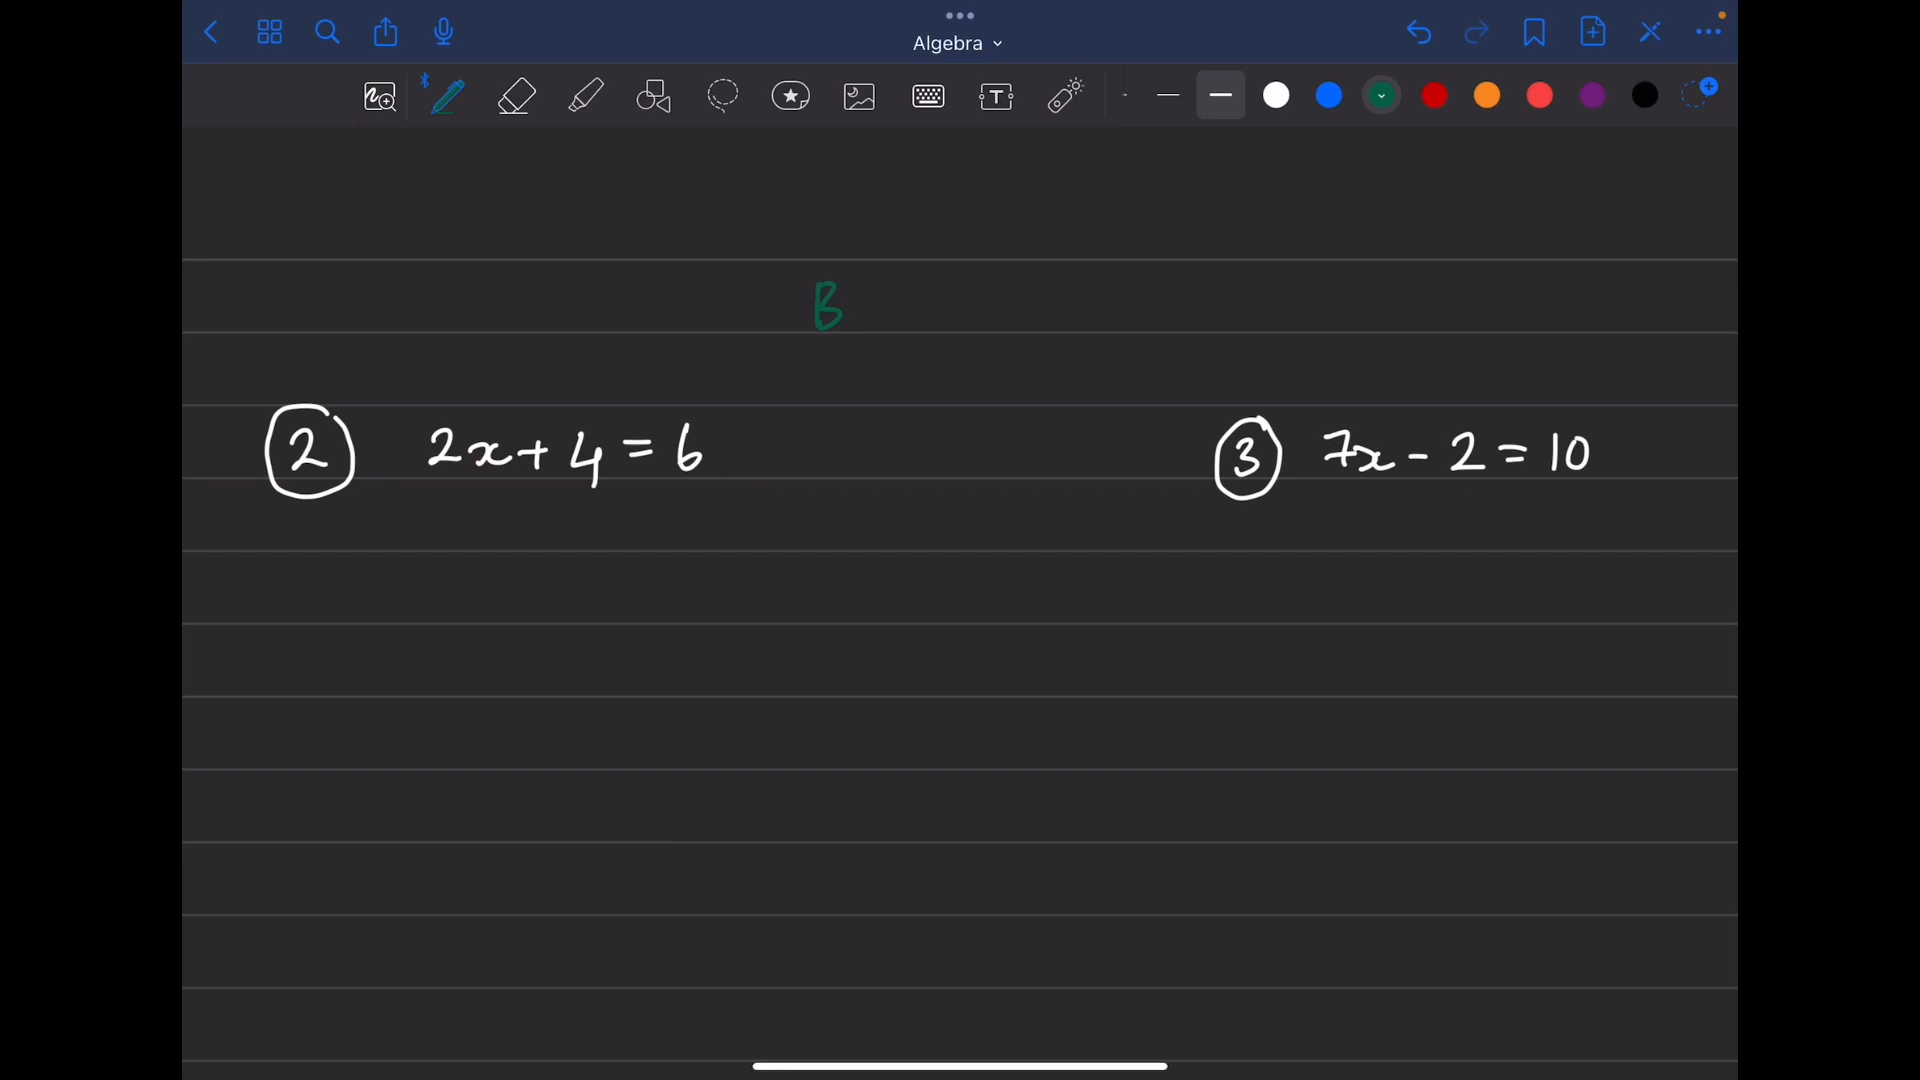 Algebra
T
B
2 2x + 4 = 6
3 7x - 2 = 10